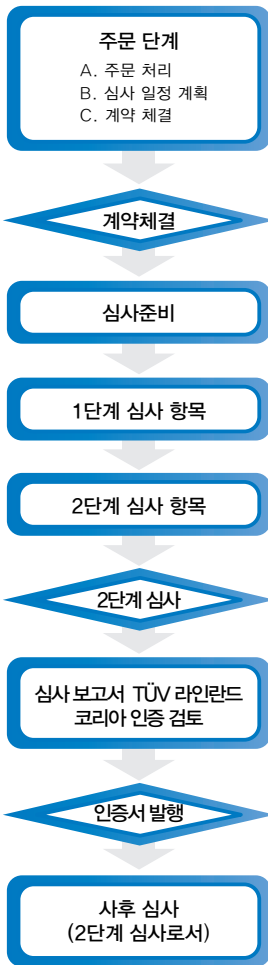 주문 단계
A. 주문 처리
B. 심사 일정 계획
C. 계약 체결
계약체결
심사준비
1단계 심사 항목
2단계 심사 항목
2단계 심사
심사 보고서 TÜV 라인란드
코리아 인증 검토
인증서 발행
사후 심사
(2단계 심사로서)